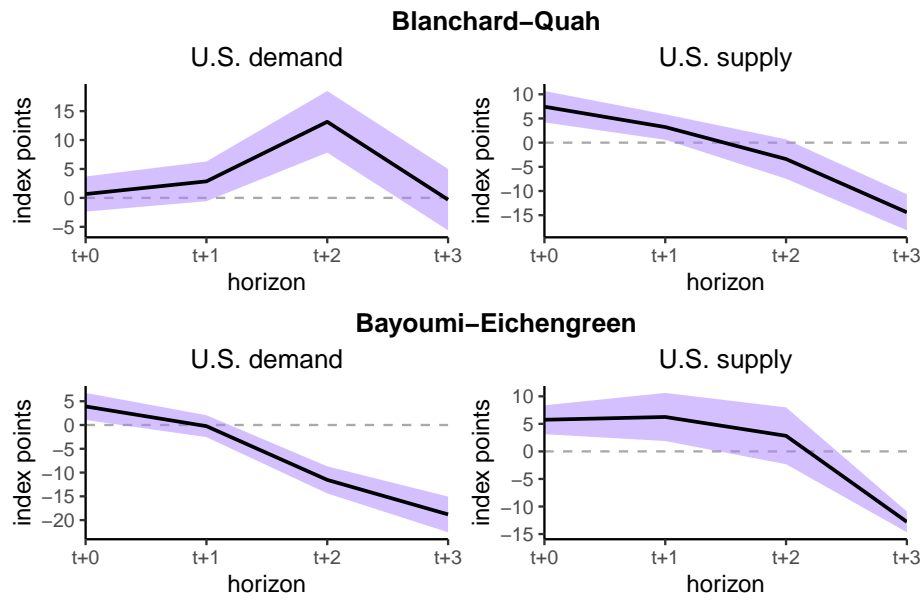 Blanchard−Quah
U.S. demand
U.S. supply
index points
15
10
5
0
−5
t+0 t+1 t+2 t+3
horizon
index points
10
5
0
−5
−10
−15
t+0 t+1 t+2 t+3
horizon
Bayoumi−Eichengreen
U.S. demand
U.S. supply
index points
5
0
−5
−10
−15
−20
t+0 t+1 t+2 t+3
horizon
index points
10
5
0
−5
−10
−15
t+0 t+1 t+2 t+3
horizon